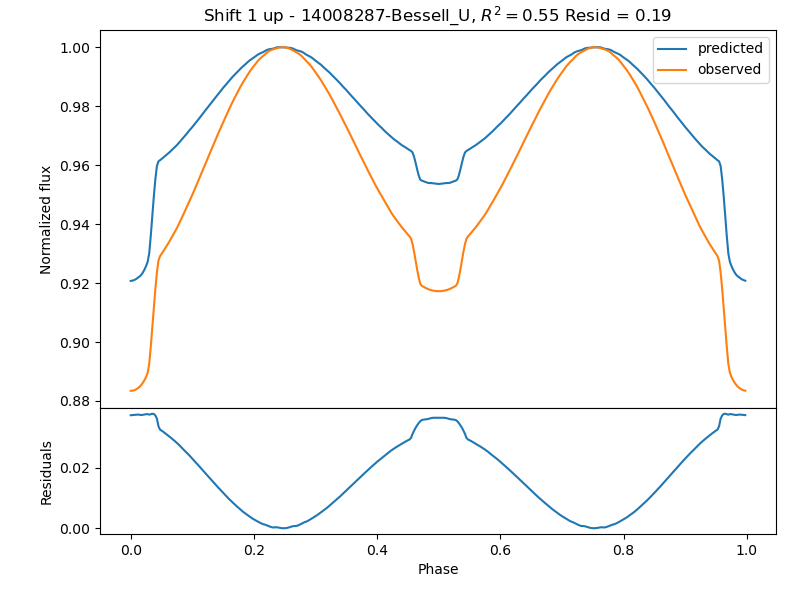 Shift 1 up - 14008287-Bessell_U, R² = 0.55 Resid = 0.19
predicted
observed
Normalized flux
1.00
0.98
0.96
0.94
0.92
0.90
0.88
Residuals
0.02
0.00
0.0
0.2
0.4
0.6
0.8
1.0
Phase